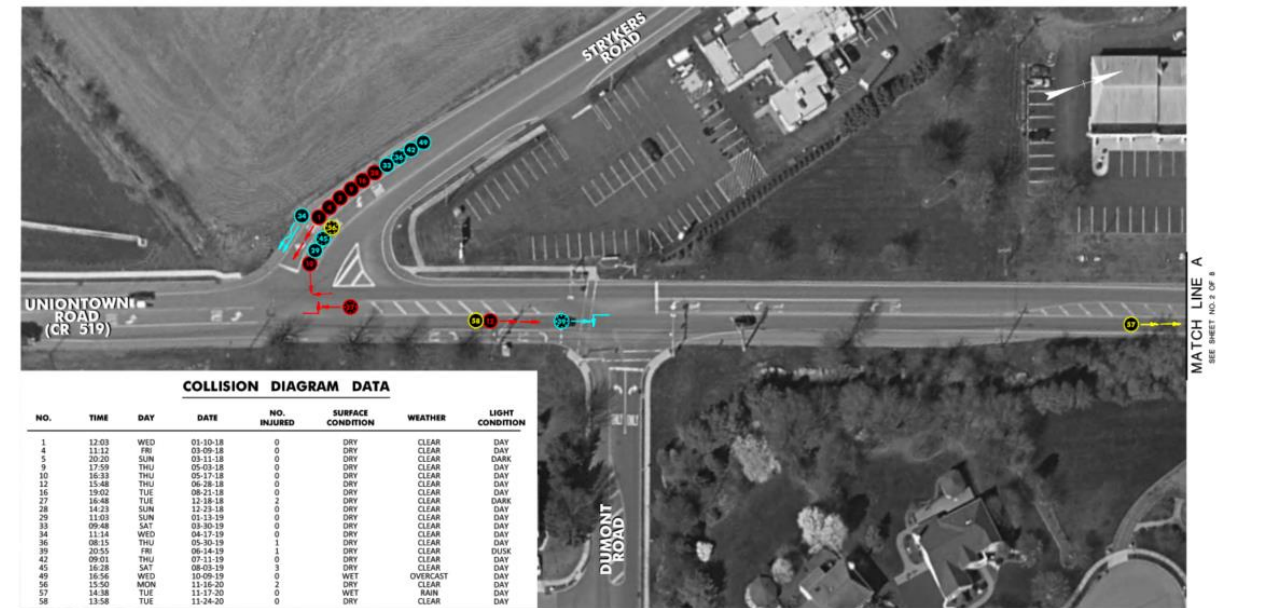 STRYKERS
ROAD
49
42
36
33
34
39
UNIONTOWN
ROAD
(CR 519)
58
57
MATCH LINE A
SEE SHEET NO. 2 OF 8
DUMONT
ROAD
COLLISION DIAGRAM DATA
NO. TIME DAY DATE NO. INJURED SURFACE CONDITION WEATHER LIGHT CONDITION
1 12:03 WED 01-10-18 0 DRY CLEAR DAY
4 11:12 FRI 03-09-18 0 DRY CLEAR DAY
5 20:20 SUN 03-11-18 0 DRY CLEAR DARK
9 17:59 THU 05-03-18 0 DRY CLEAR DAY
10 16:33 THU 05-17-18 0 DRY CLEAR DAY
12 15:48 THU 06-28-18 0 DRY CLEAR DAY
16 19:02 TUE 08-21-18 0 DRY CLEAR DAY
27 16:48 TUE 12-18-18 2 DRY CLEAR DARK
28 14:23 SUN 12-23-18 0 DRY CLEAR DAY
29 11:03 SUN 01-13-19 0 DRY CLEAR DAY
33 09:48 SAT 03-30-19 0 DRY CLEAR DAY
34 11:14 WED 04-17-19 0 DRY CLEAR DAY
36 08:15 THU 05-30-19 1 DRY CLEAR DAY
39 20:55 FRI 06-14-19 1 DRY CLEAR DUSK
42 09:01 THU 07-11-19 0 DRY CLEAR DAY
45 16:28 SAT 08-03-19 3 DRY CLEAR DAY
49 16:56 WED 10-09-19 0 WET OVERCAST DAY
56 15:50 MON 11-16-20 2 DRY CLEAR DAY
57 14:38 TUE 11-17-20 0 WET RAIN DAY
58 13:58 TUE 11-24-20 0 DRY CLEAR DAY